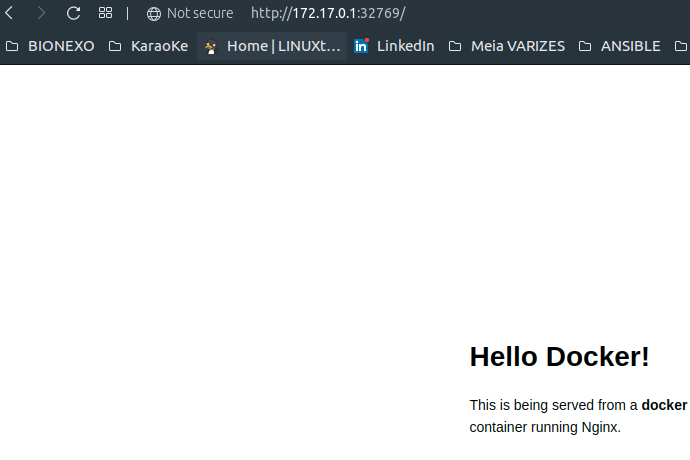 Not secure http://172.17.0.1:32769/
BIONEXO KaraoKe Home | LINUXt... LinkedIn Meia VARIZES ANSIBLE
Hello Docker!
This is being served from a docker
container running Nginx.